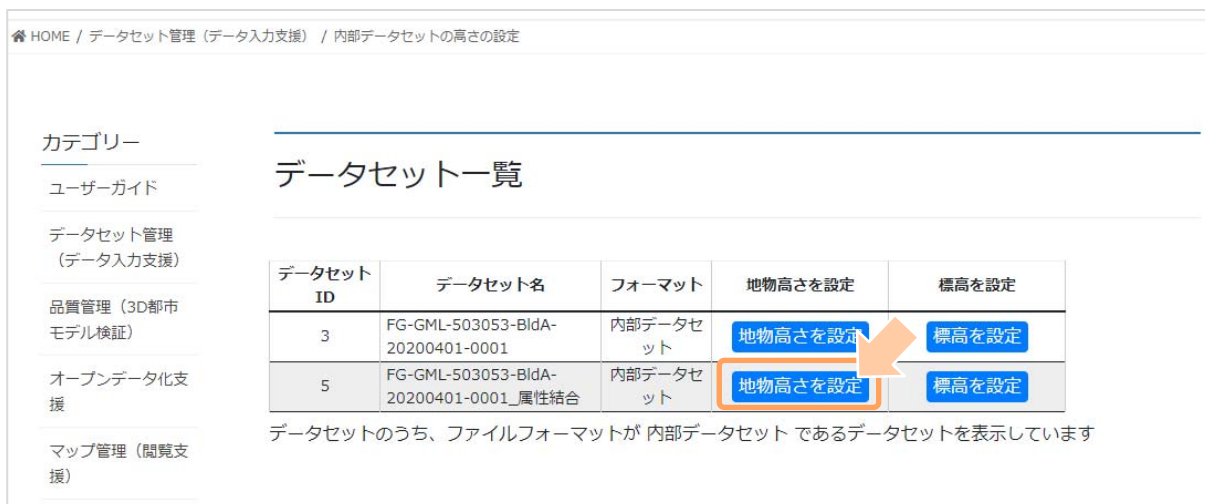 HOME / データセット管理（データ入力支援） / 内部データセットの高さの設定
カテゴリー
ユーザーガイド
データセット管理
（データ入力支援）
品質管理（3D都市
モデル検証）
オープンデータ化支
援
マップ管理（閲覧支
援）
データセット一覧
データセット
ID
データセット名
フォーマット
地物高さを設定
標高を設定
3
FG-GML-503053-BldA-
20200401-0001
内部データセ
ット
地物高さを設定
標高を設定
5
FG-GML-503053-BldA-
20200401-0001_属性結合
内部データセ
ット
地物高さを設定
標高を設定
データセットのうち、ファイルフォーマットが 内部データセット であるデータセットを表示しています